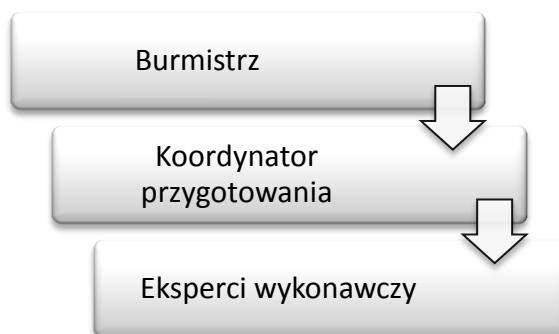 Burmistrz
Koordynator
przygotowania
Eksperci wykonawczy